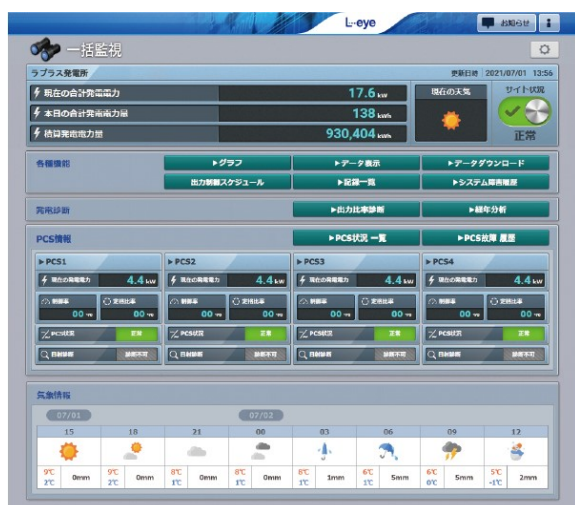 L·eye
お知らせ
一括監視
ラプラス発電所
更新日時 2021/07/01 13:56
現在の合計発電電力 17.6 kW
本日の合計発電電力量 138 kWh
積算発電電力量 930,404 kWh
現在の天気
サイト状況
正常
各種情報
▶グラフ ▶データ表示 ▶データダウンロード
出力制御スケジュール ▶記録一覧 ▶システム障害履歴
発電診断 ▶出力比率診断 ▶経年分析
PCS情報 ▶PCS状況 一覧 ▶PCS故障 履歴
▶PCS1 ▶PCS2 ▶PCS3 ▶PCS4
現在の発電電力 4.4 kW 現在の発電電力 4.4 kW 現在の発電電力 4.4 kW 現在の発電電力 4.4 kW
制御率 定格比率 制御率 定格比率 制御率 定格比率 制御率 定格比率
00 00 00 00 00 00 00 00
PCS状況 正常 PCS状況 正常 PCS状況 正常 PCS状況 正常
日射診断 診断不可 日射診断 診断不可 日射診断 診断不可 日射診断 診断不可
気象情報
07/01 07/02
15 18 21 00 03 06 09 12
9℃ 9℃ 8℃ 8℃ 8℃ 6℃ 6℃ 5℃
0mm 0mm 0mm 0mm 1mm 5mm 5mm 2mm
2℃ 2℃ 1℃ 1℃ 1℃ 1℃ 0℃ -1℃